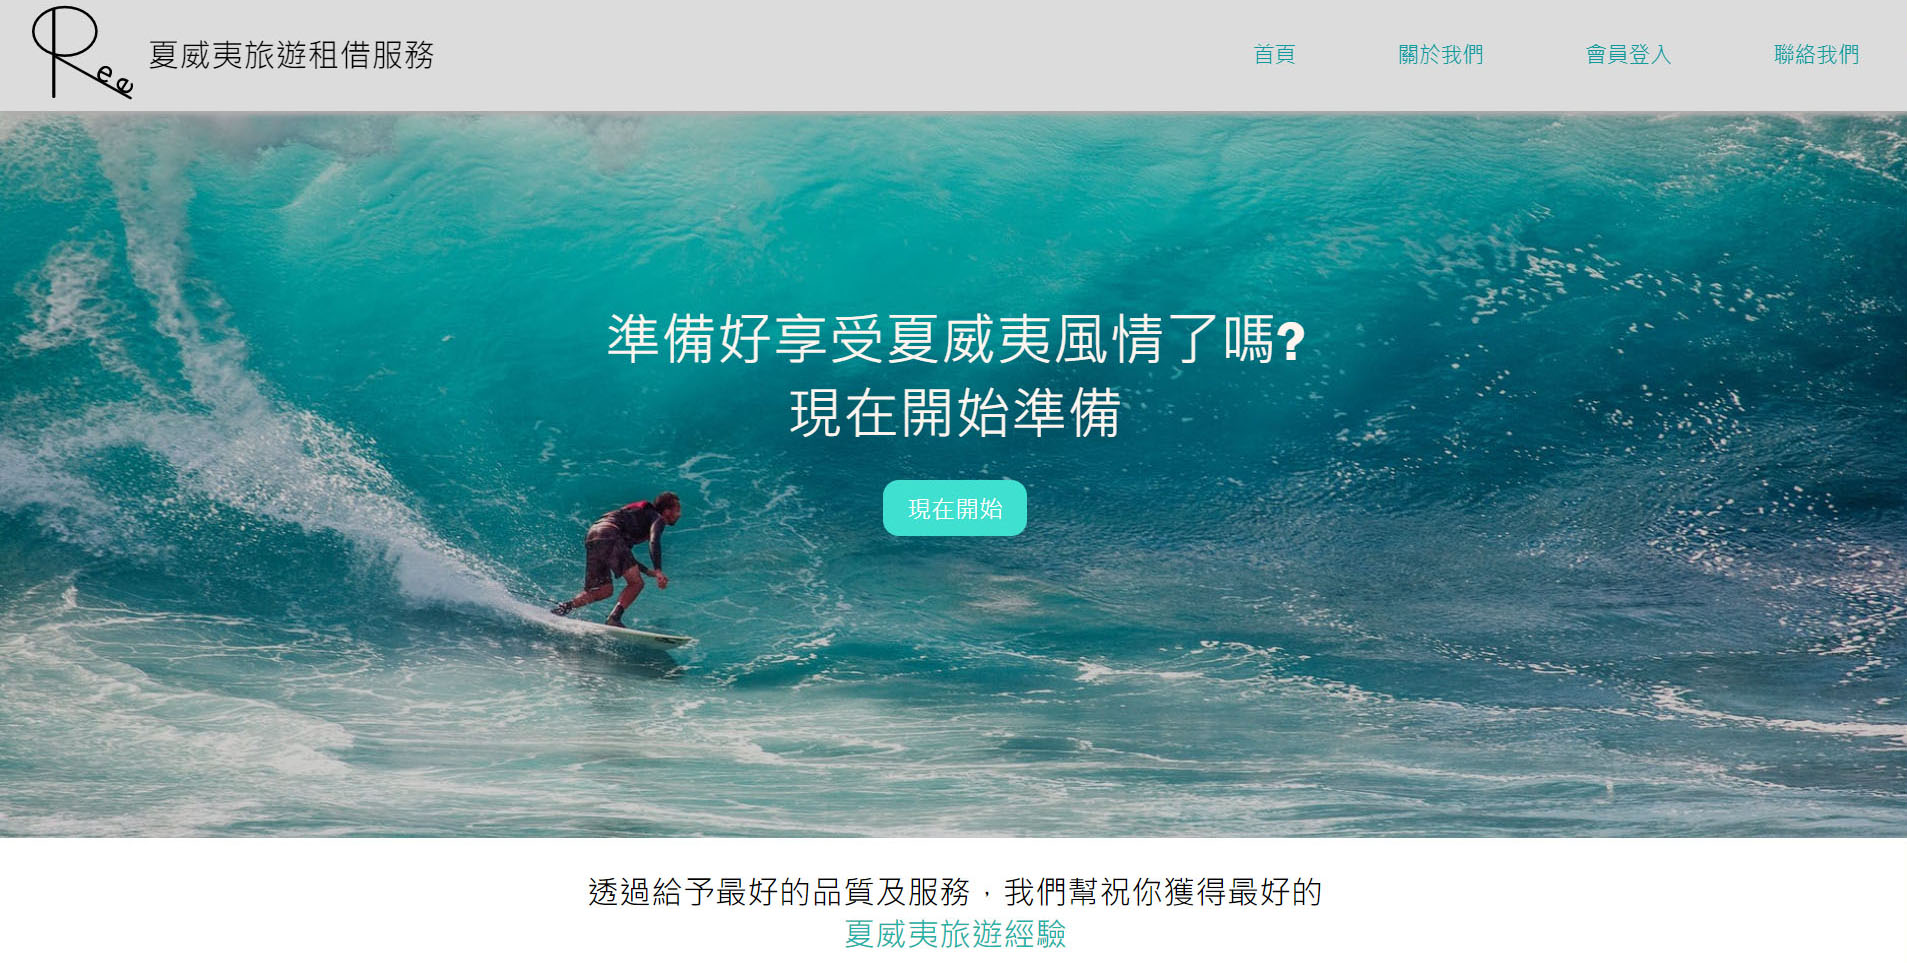 Ree
夏威夷旅遊租借服務
首頁
關於我們
會員登入
聯絡我們
準備好享受夏威夷風情了嗎?
現在開始準備
現在開始
透過給予最好的品質及服務，我們幫祝你獲得最好的
夏威夷旅遊經驗